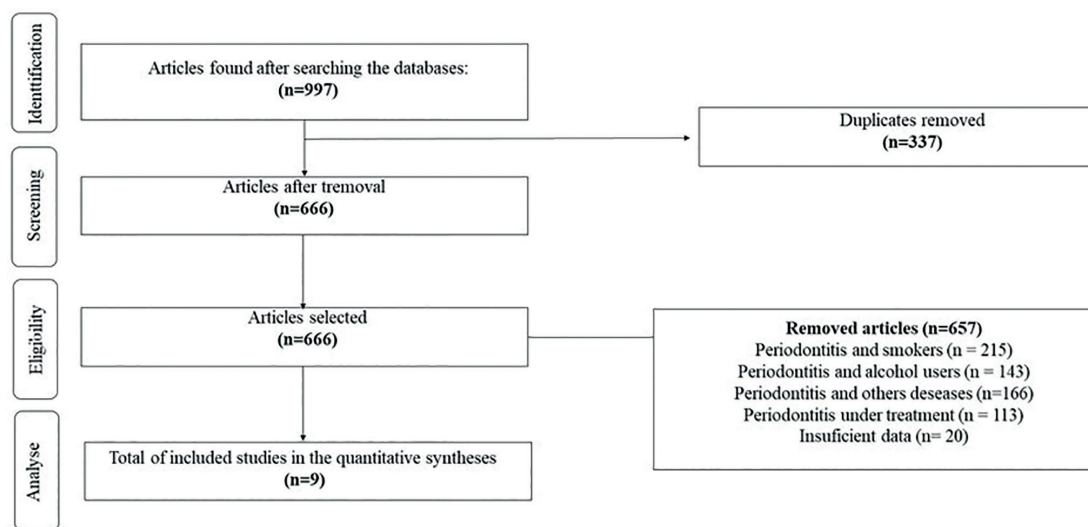 Identtification
Articles found after searching the databases:
(n=997)
Duplicates removed
(n=337)
Screening
Articles after tremoval
(n=666)
Eligibility
Articles selected
(n=666)
Removed articles (n=657)
Periodontitis and smokers (n = 215)
Periodontitis and alcohol users (n = 143)
Periodontitis and others deseases (n=166)
Periodontitis under treatment (n = 113)
Insuficient data (n= 20)
Analyse
Total of included studies in the quantitative syntheses
(n=9)